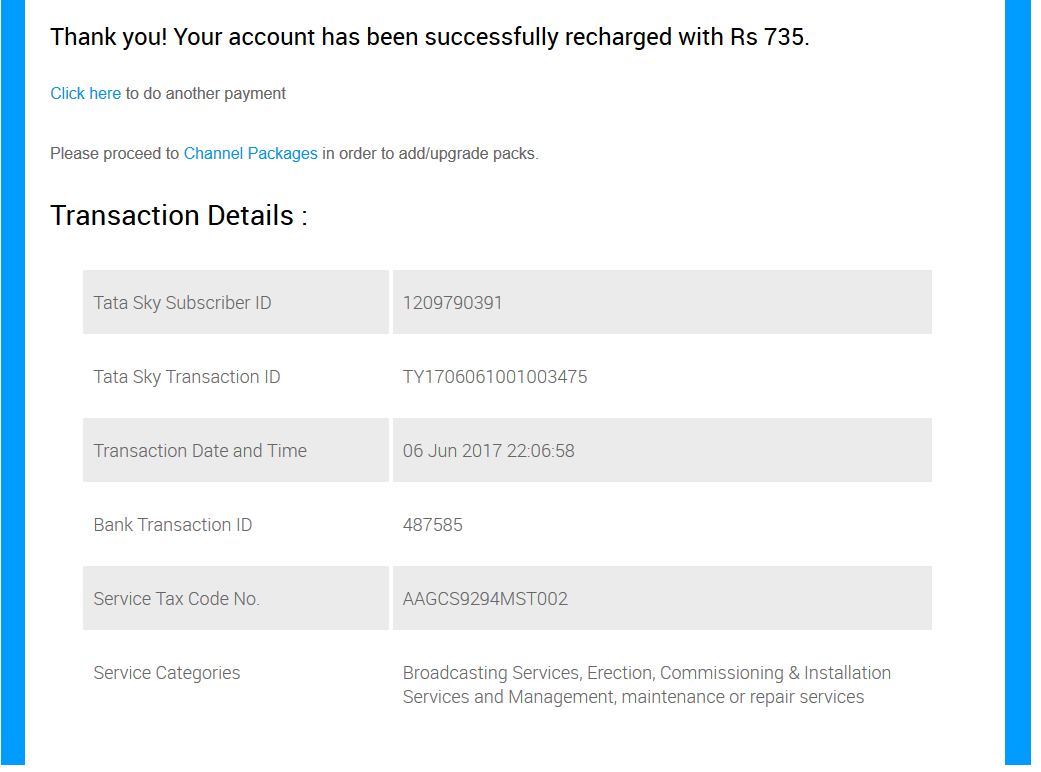 Thank you! Your account has been successfully recharged with Rs 735.
Click here to do another payment
Please proceed to Channel Packages in order to add/upgrade packs.
Transaction Details :
Tata Sky Subscriber ID 1209790391
Tata Sky Transaction ID TY1706061001003475
Transaction Date and Time 06 Jun 2017 22:06:58
Bank Transaction ID 487585
Service Tax Code No. AAGCS9294MST002
Service Categories Broadcasting Services, Erection, Commissioning & Installation
Services and Management, maintenance or repair services